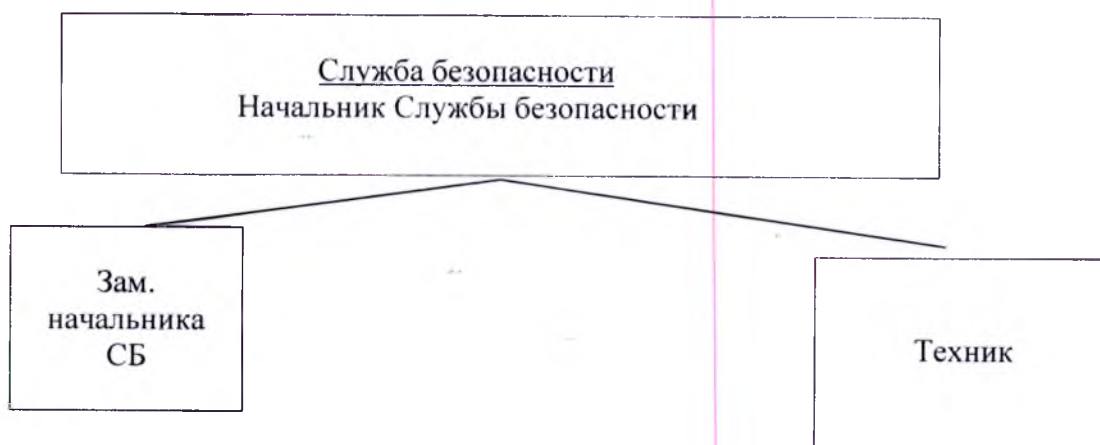 Служба безопасности
Начальник Службы безопасности
Зам.
начальника
СБ
Техник